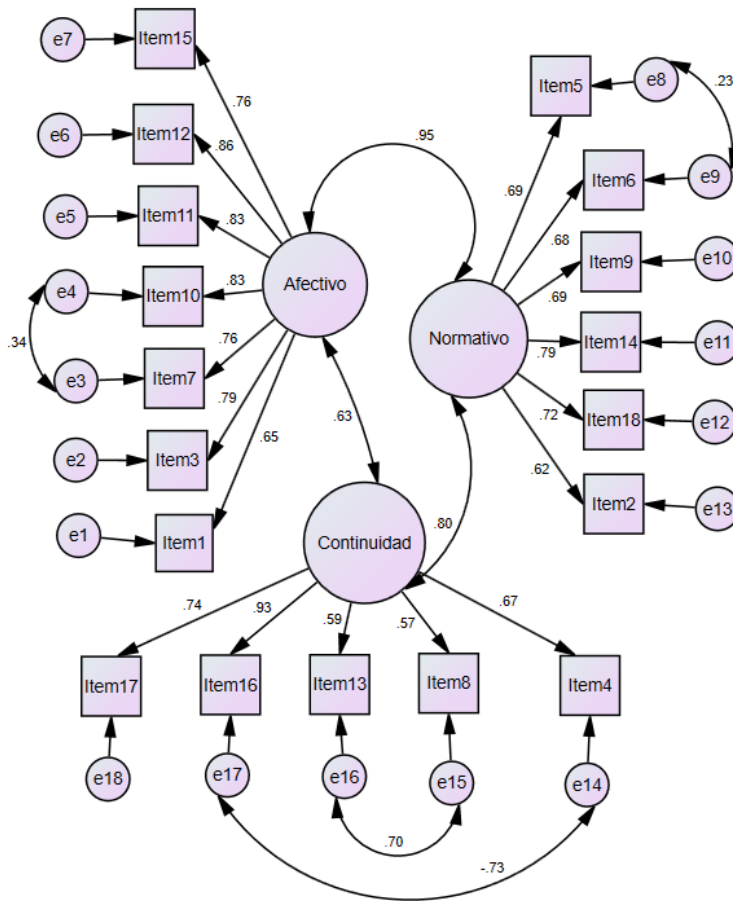 e7
Item15
.76
e6
Item12
.86
e5
Item11
.83
e4
Item10
.83
.34
e3
Item7
.76
e2
Item3
.79
e1
Item1
.65
Afectivo
.95
Normativo
Item5
e8
.23
.69
Item6
e9
.68
Item9
e10
.69
Item14
e11
.79
Item18
e12
.72
Item2
e13
.62
.63
.80
Continuidad
.74
.93
.59
.57
.67
Item17
Item16
Item13
Item8
Item4
e18
e17
e16
e15
e14
.70
-.73